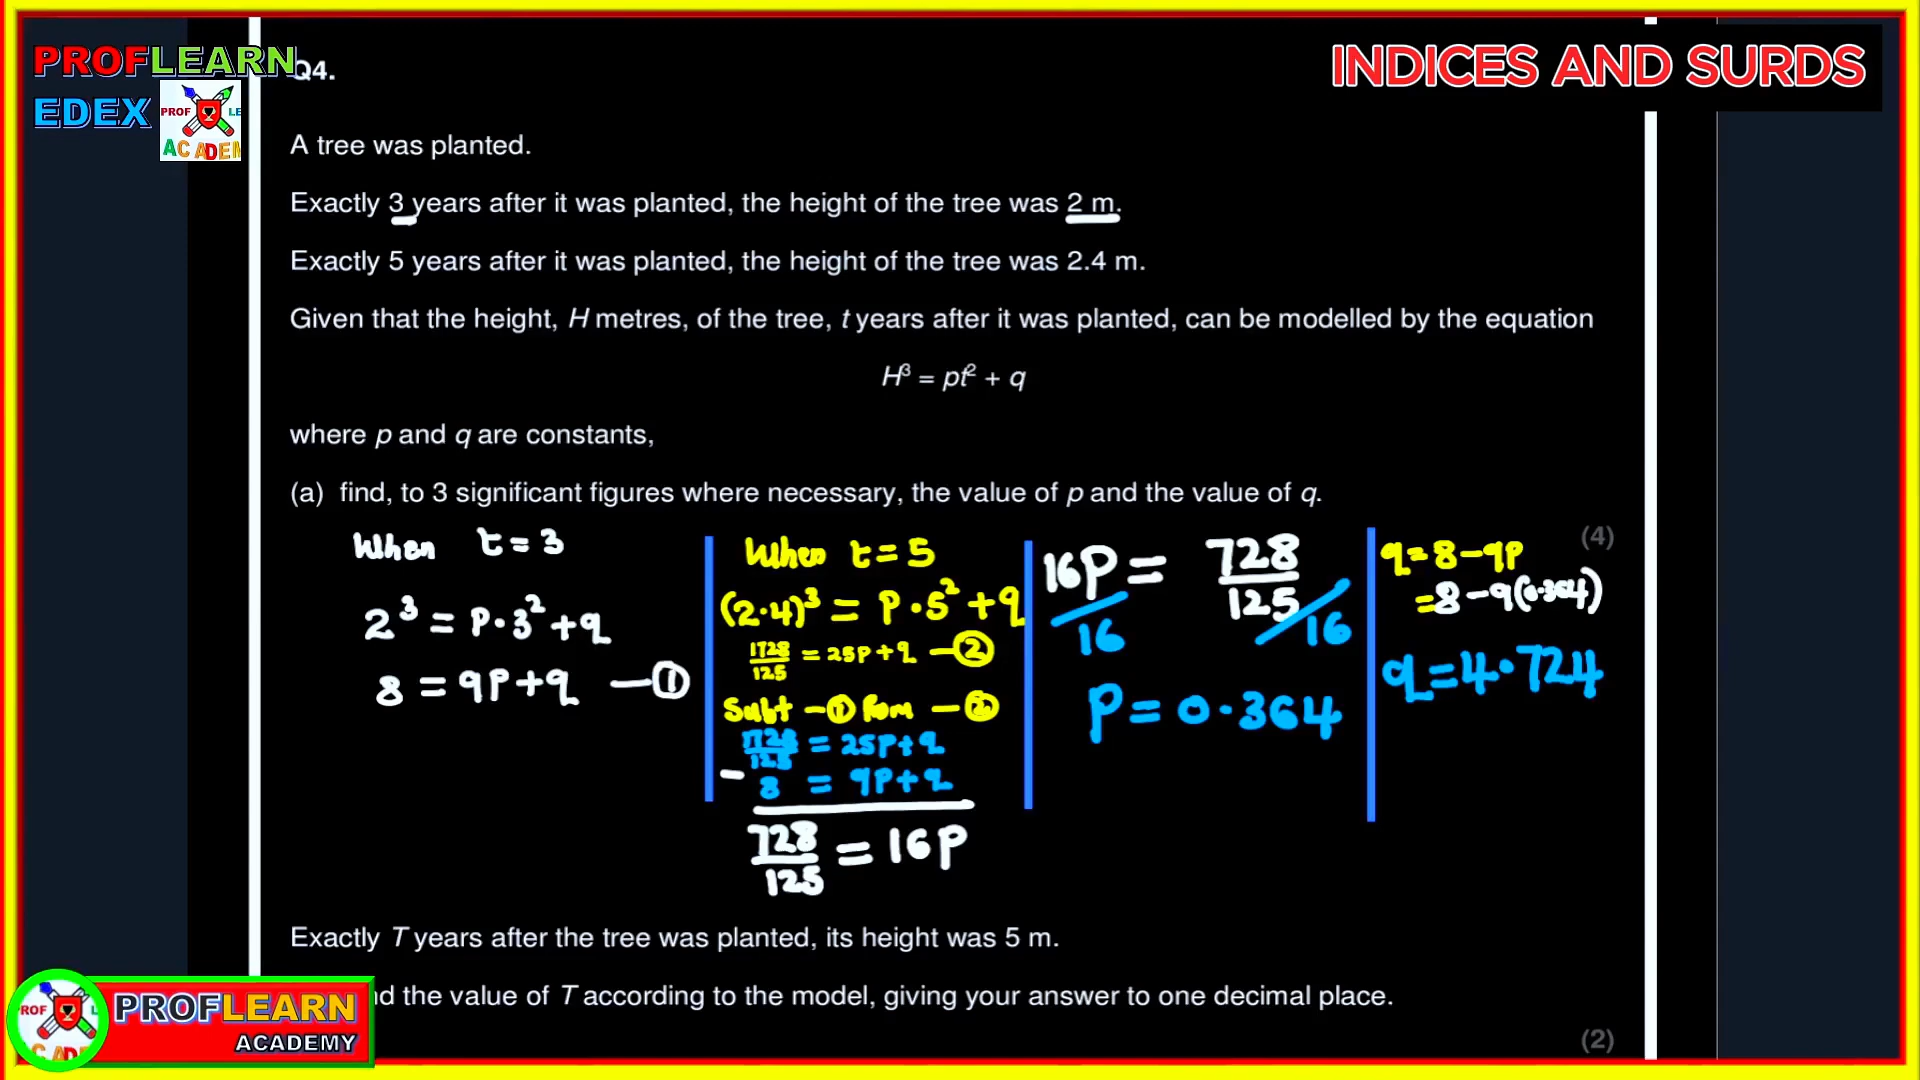 PROFLEARN
EDEX
PROF LE
ACADEM
INDICES AND SURDS
Q4.
A tree was planted.
Exactly 3 years after it was planted, the height of the tree was 2 m.
Exactly 5 years after it was planted, the height of the tree was 2.4 m.
Given that the height, H metres, of the tree, t years after it was planted, can be modelled by the equation
H³ = pt² + q
where p and q are constants,
(a) find, to 3 significant figures where necessary, the value of p and the value of q.
(4)
When t = 3
2³ = P·3² + q
8 = 9P + q —①
When t = 5
(2·4)³ = P·5² + q
1728/125 = 25P + q —②
Subt —① from —②
1728/125 = 25P + q
- 8 = 9P + q
728/125 = 16P
16P = 728/125
/16 /16
P = 0·364
q = 8 - 9P
= 8 - 9(0·364)
q = 4·724
Exactly T years after the tree was planted, its height was 5 m.
nd the value of T according to the model, giving your answer to one decimal place.
(2)
ROF L
C ADE
PROFLEARN
ACADEMY